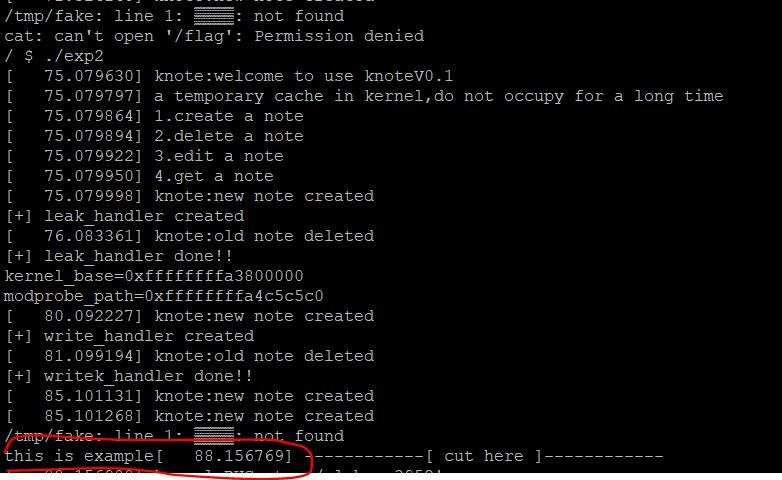 /tmp/fake: line 1: ▒▒▒▒: not found
cat: can't open '/flag': Permission denied
/ $ ./exp2
[   75.079630] knote:welcome to use knoteV0.1
[   75.079797] a temporary cache in kernel,do not occupy for a long time
[   75.079864] 1.create a note
[   75.079894] 2.delete a note
[   75.079922] 3.edit a note
[   75.079950] 4.get a note
[   75.079998] knote:new note created
[+] leak_handler created
[   76.083361] knote:old note deleted
[+] leak_handler done!!
kernel_base=0xffffffffa3800000
modprobe_path=0xffffffffa4c5c5c0
[   80.092227] knote:new note created
[+] write_handler created
[   81.099194] knote:old note deleted
[+] writek_handler done!!
[   85.101131] knote:new note created
[   85.101268] knote:new note created
/tmp/fake: line 1: ▒▒▒▒: not found
this is example[   88.156769] ------------[ cut here ]------------